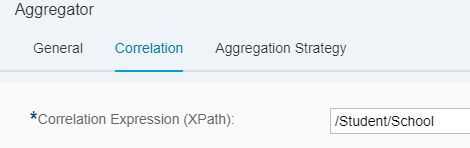 Aggregator
General Correlation Aggregation Strategy
*Correlation Expression (XPath): /Student/School